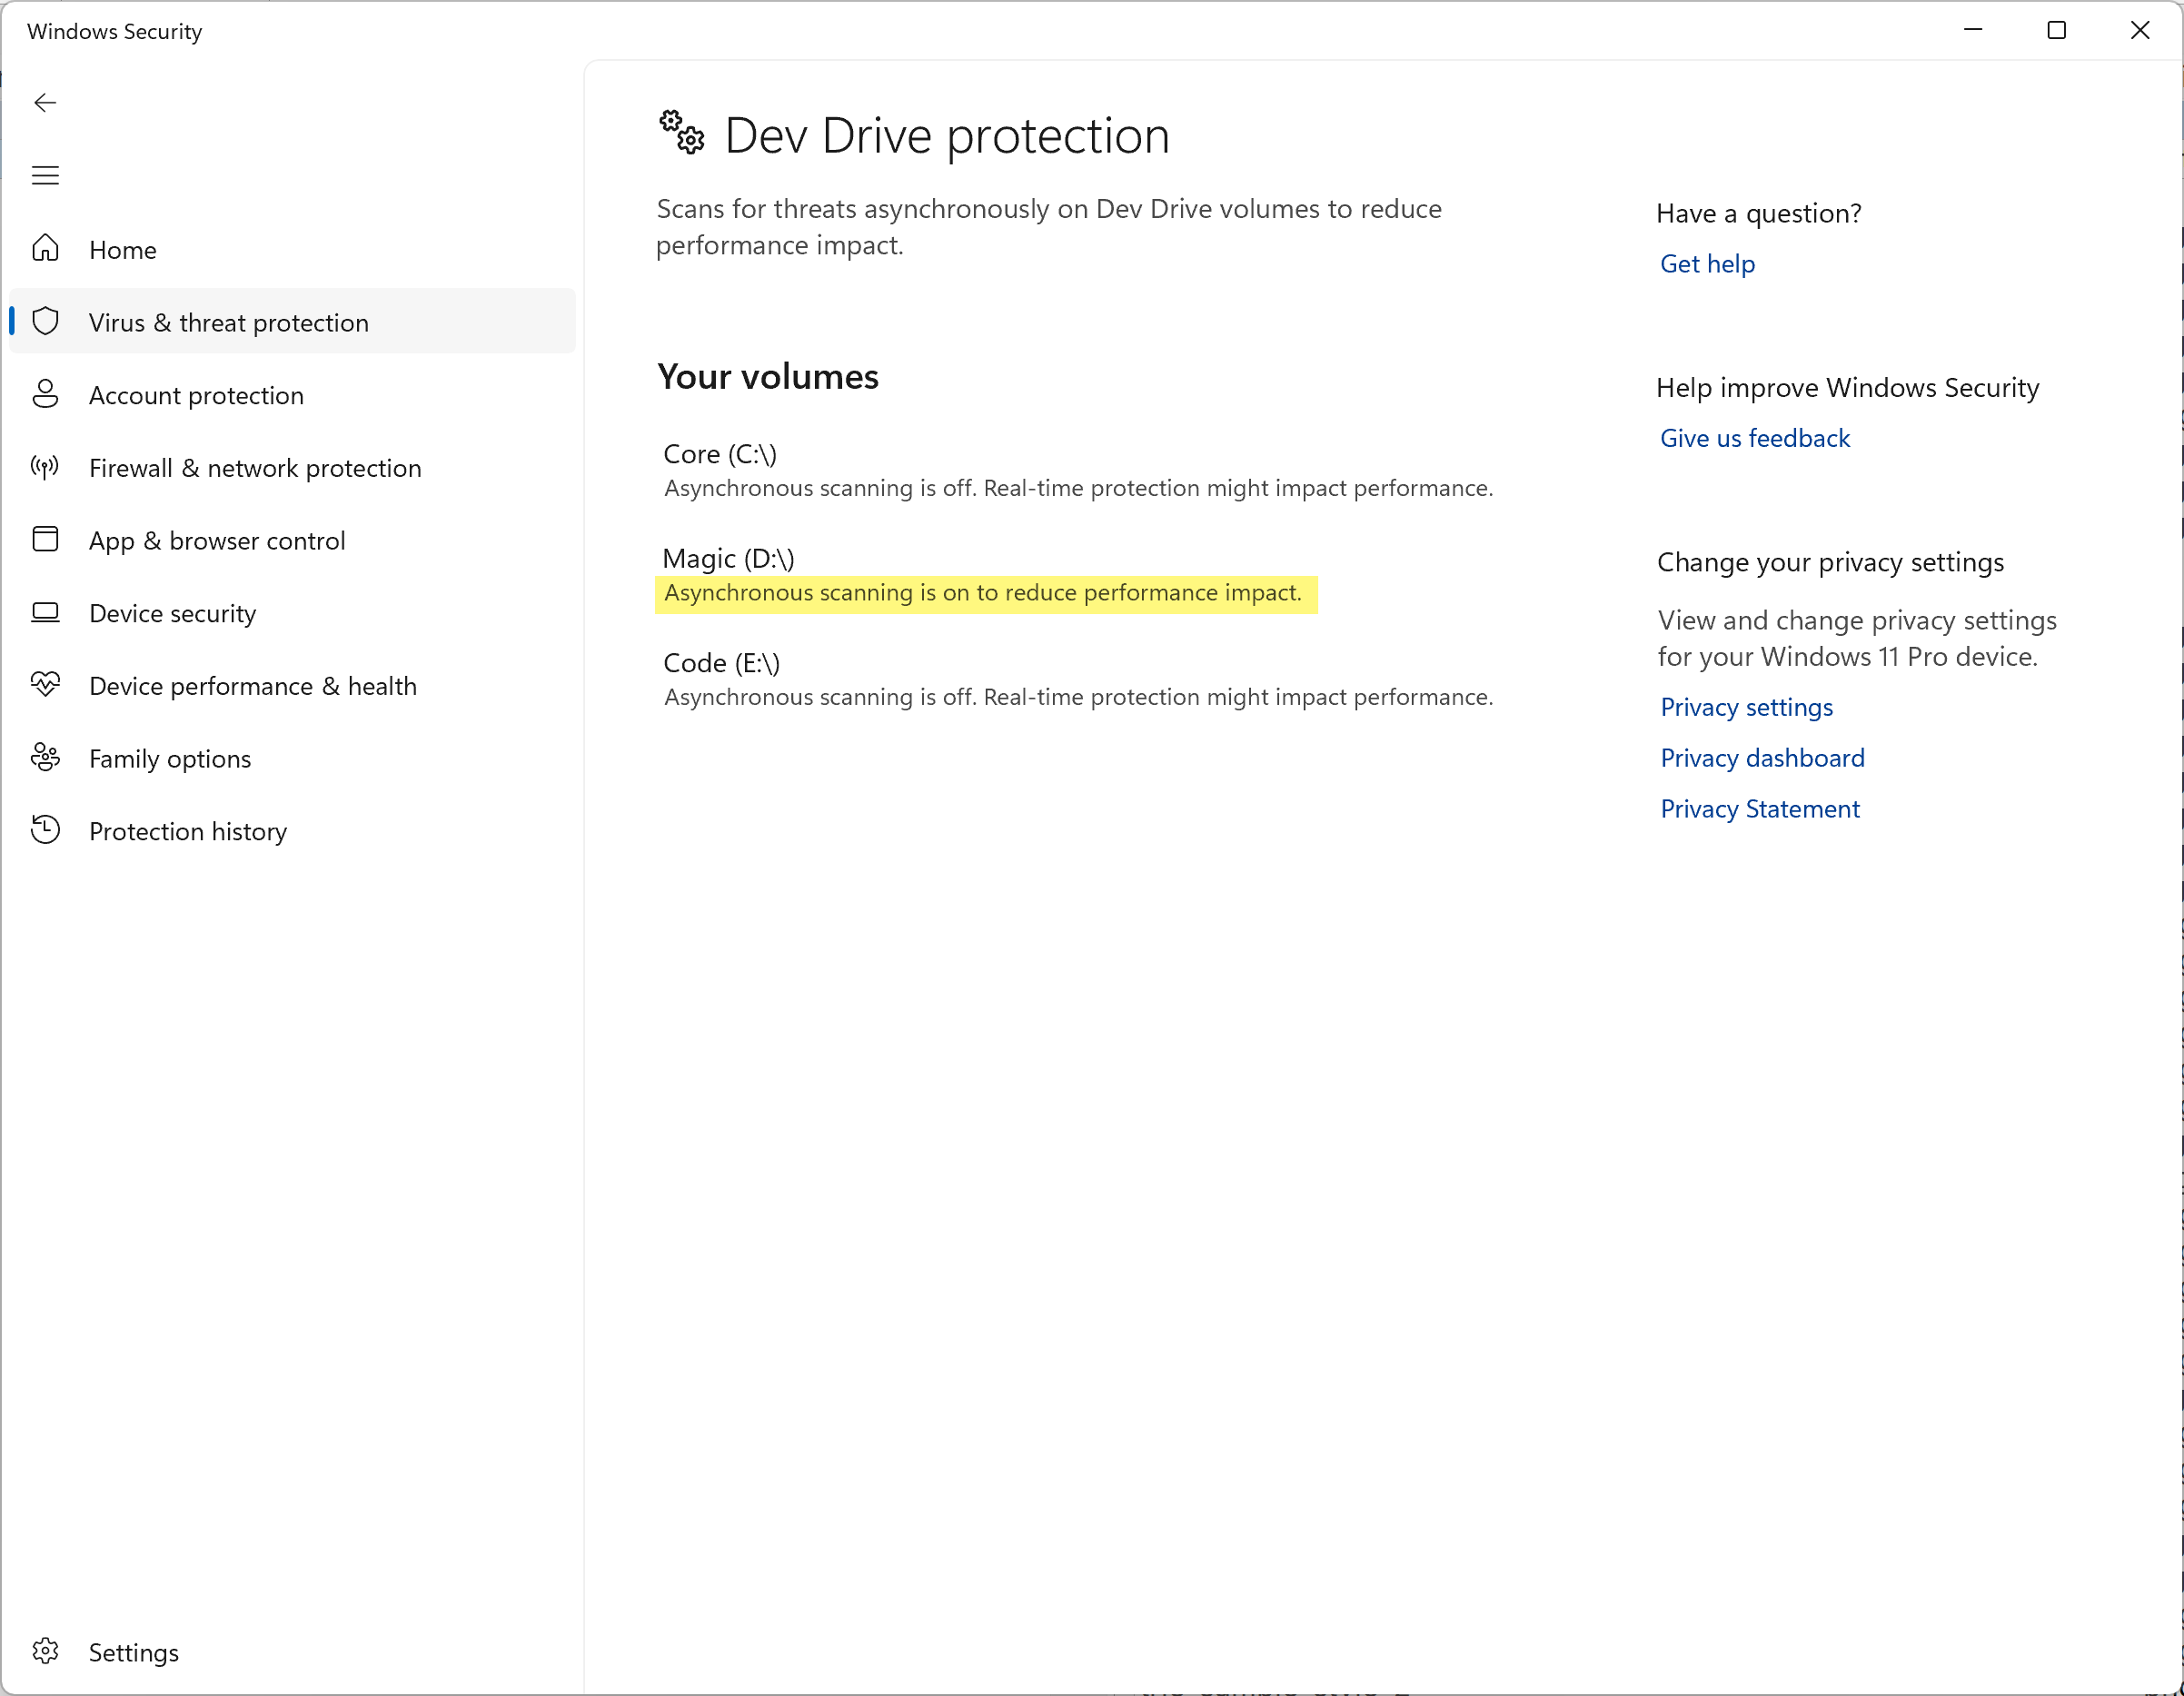 Windows Security
Home
Virus & threat protection
Account protection
Firewall & network protection
App & browser control
Device security
Device performance & health
Family options
Protection history
Settings
Dev Drive protection
Scans for threats asynchronously on Dev Drive volumes to reduce
performance impact.
Your volumes
Core (C:\)
Asynchronous scanning is off. Real-time protection might impact performance.
Magic (D:\)
Asynchronous scanning is on to reduce performance impact.
Code (E:\)
Asynchronous scanning is off. Real-time protection might impact performance.
Have a question?
Get help
Help improve Windows Security
Give us feedback
Change your privacy settings
View and change privacy settings
for your Windows 11 Pro device.
Privacy settings
Privacy dashboard
Privacy Statement